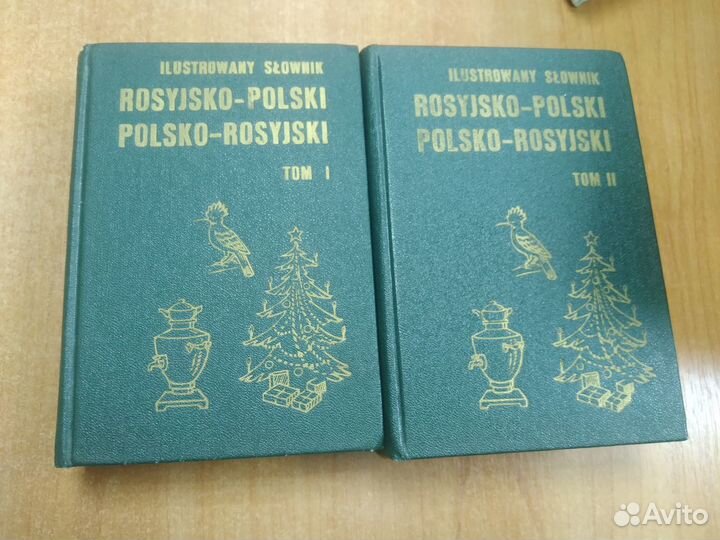 ILUSTROWANY SŁOWNIK
ROSYJSKO-POLSKI
POLSKO-ROSYJSKI
TOM I
ILUSTROWANY SŁOWNIK
ROSYJSKO-POLSKI
POLSKO-ROSYJSKI
TOM II
Avito